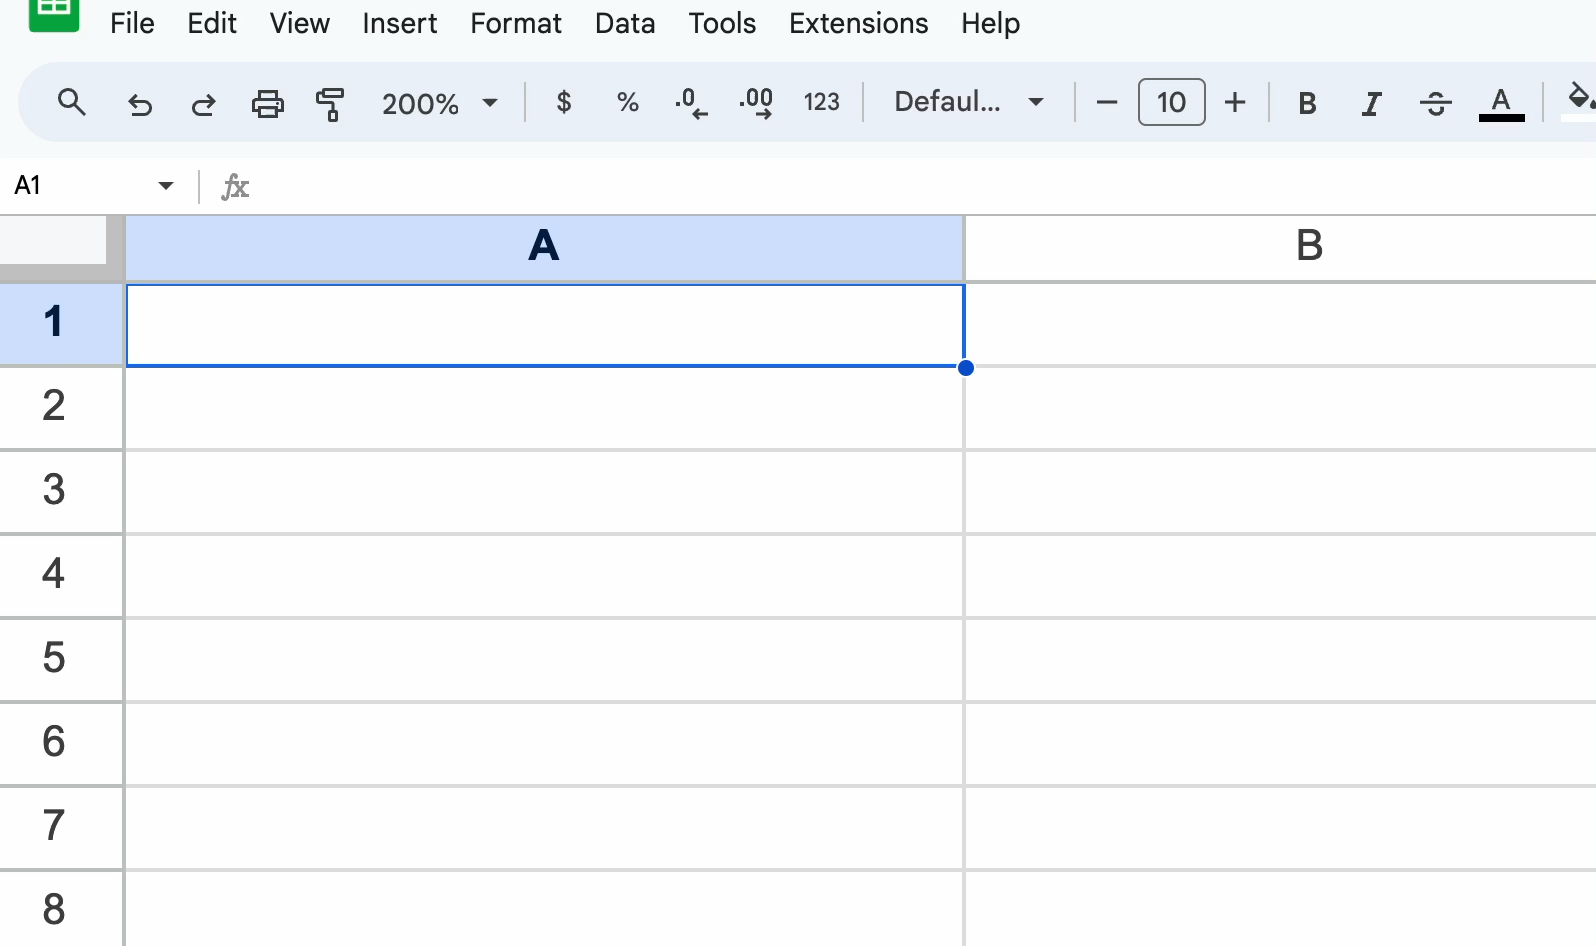 File Edit View Insert Format Data Tools Extensions Help
200% $ % .0 .00 123 Defaul... 10 B I S A
A1 fx
A B
1
2
3
4
5
6
7
8